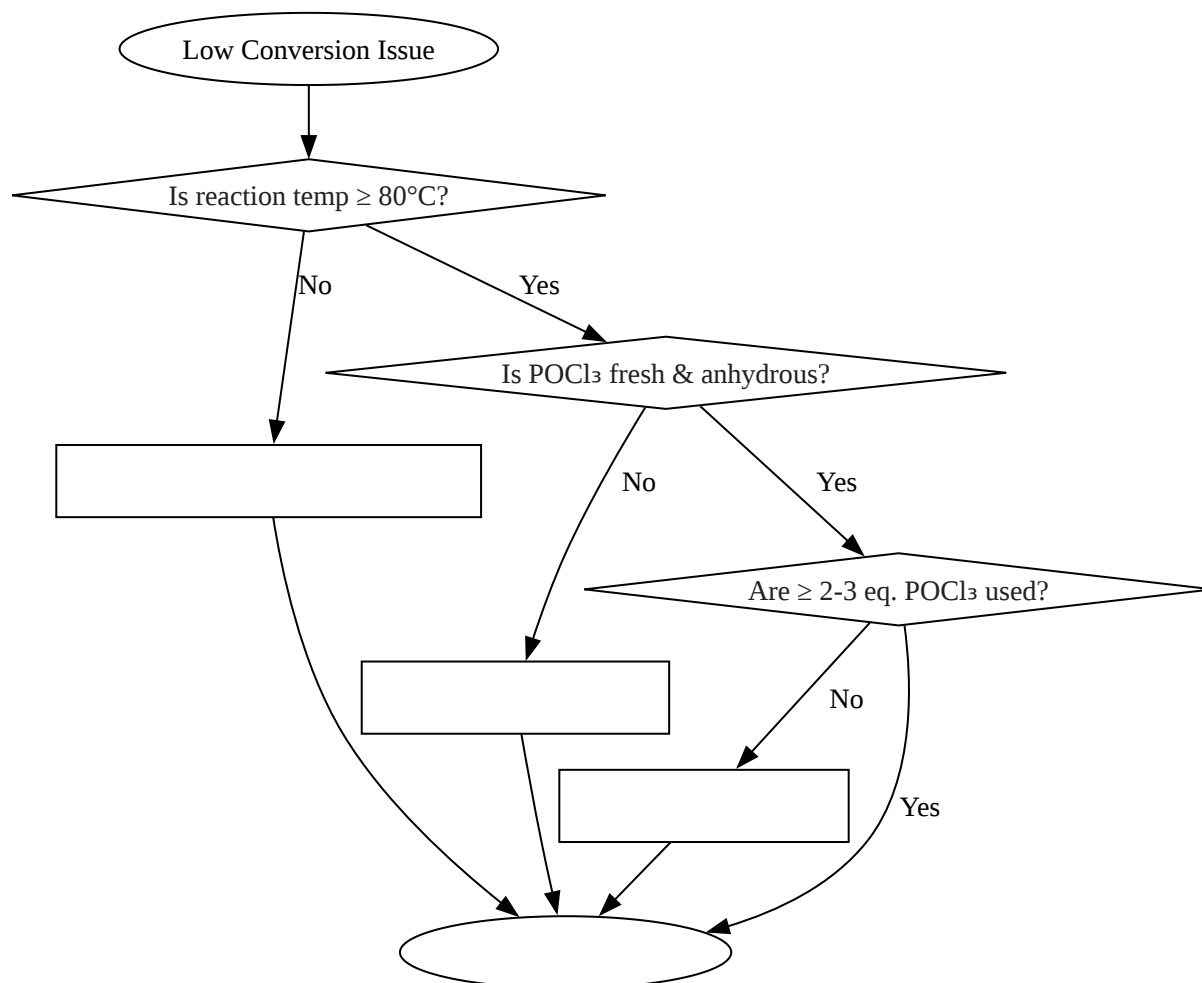 Low Conversion Issue
Is reaction temp ≥ 80°C?
No
Yes
Is POCl₃ fresh & anhydrous?
No
Yes
Are ≥ 2-3 eq. POCl₃ used?
No
Yes